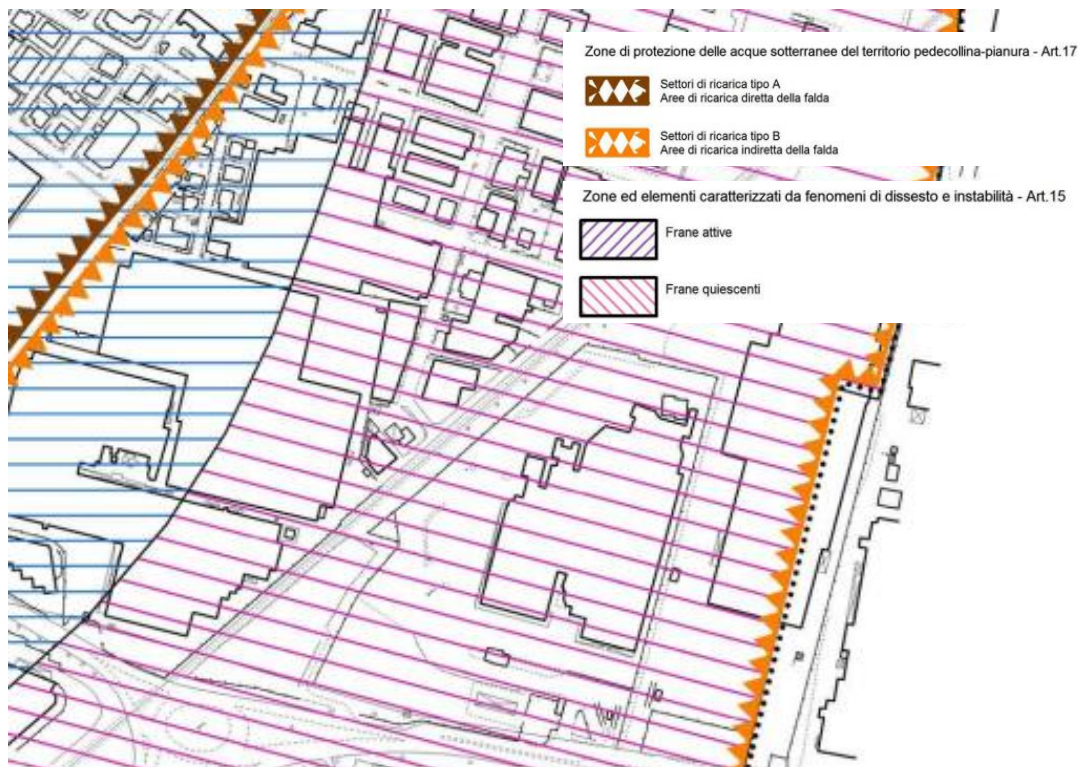 Zone di protezione delle acque sotterranee del territorio pedecollina-pianura - Art.17
Settori di ricarica tipo A
Aree di ricarica diretta della falda
Settori di ricarica tipo B
Aree di ricarica indiretta della falda
Zone ed elementi caratterizzati da fenomeni di dissesto e instabilità - Art.15
Frane attive
Frane quiescenti